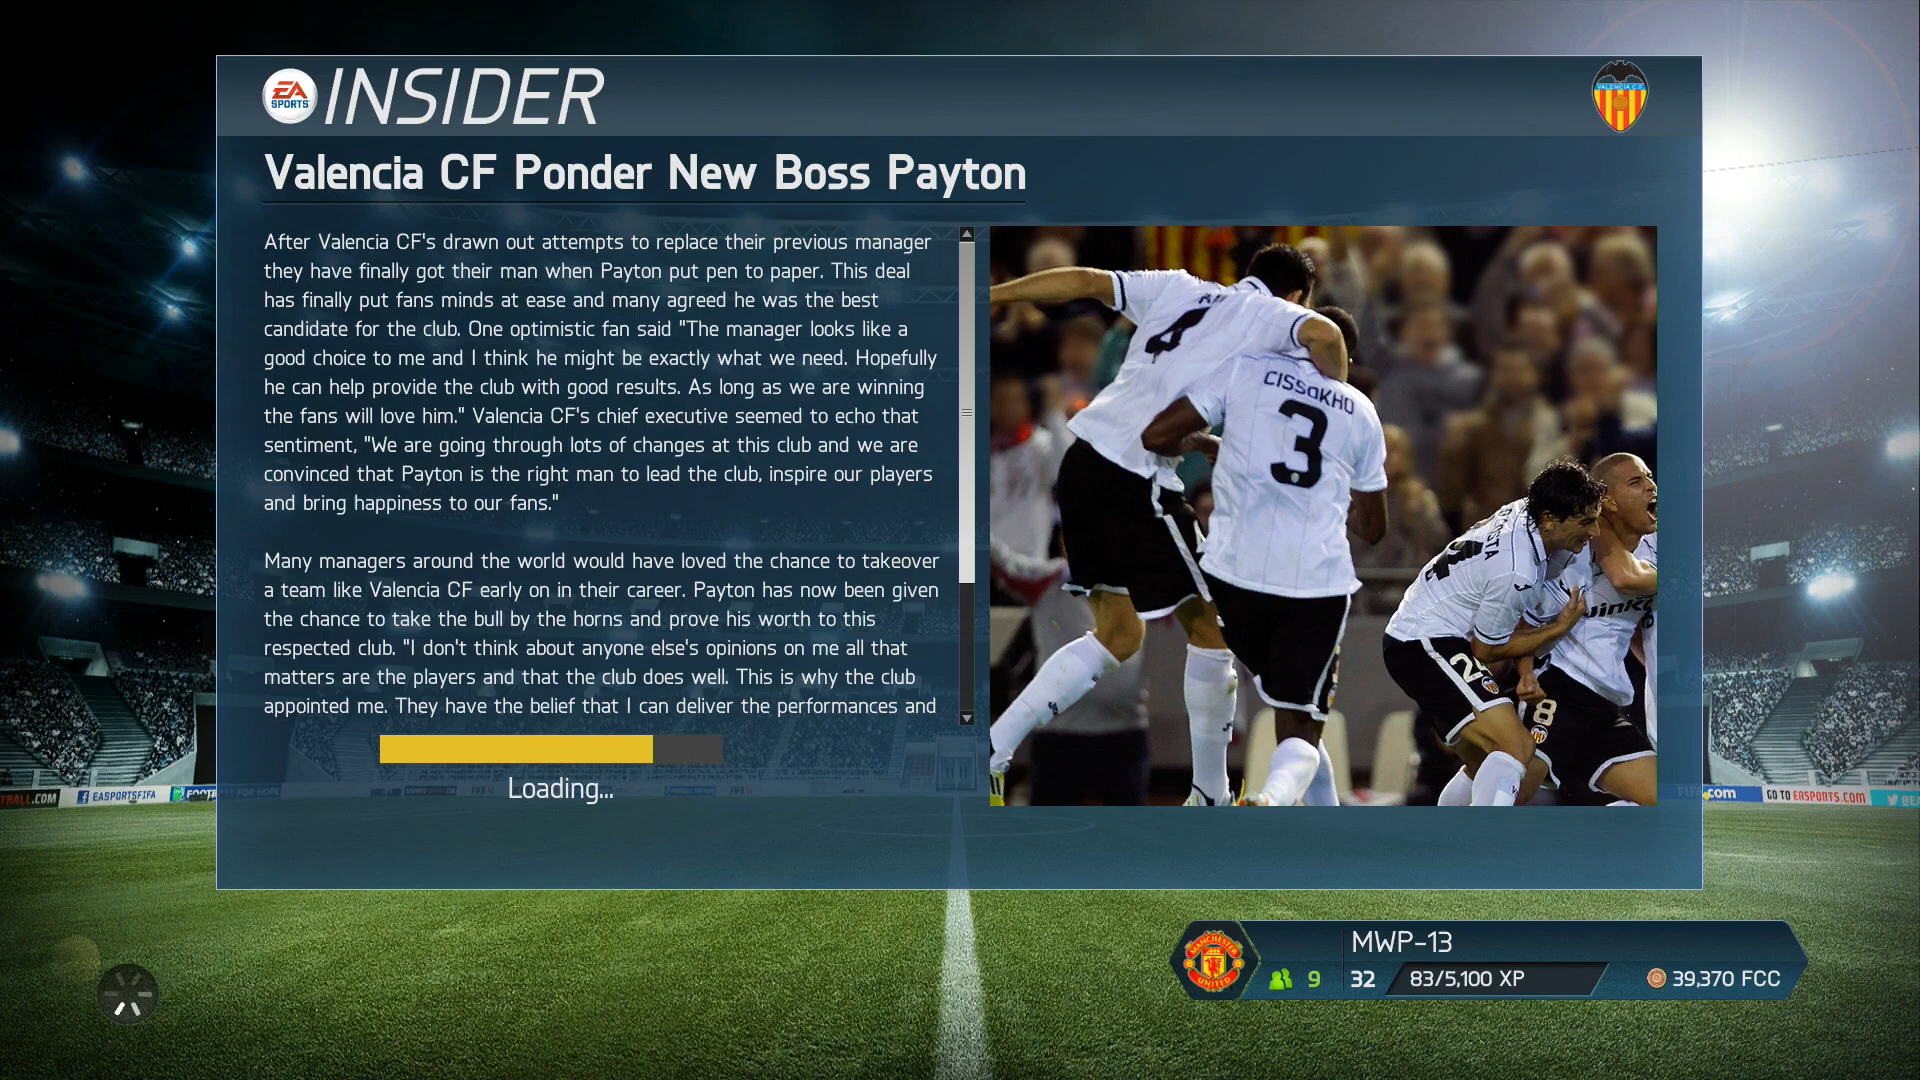 EA SPORTS INSIDER
VALENCIA C.F
Valencia CF Ponder New Boss Payton
After Valencia CF's drawn out attempts to replace their previous manager
they have finally got their man when Payton put pen to paper. This deal
has finally put fans minds at ease and many agreed he was the best
candidate for the club. One optimistic fan said "The manager looks like a
good choice to me and I think he might be exactly what we need. Hopefully
he can help provide the club with good results. As long as we are winning
the fans will love him." Valencia CF's chief executive seemed to echo that
sentiment, "We are going through lots of changes at this club and we are
convinced that Payton is the right man to lead the club, inspire our players
and bring happiness to our fans."
Many managers around the world would have loved the chance to takeover
a team like Valencia CF early on in their career. Payton has now been given
the chance to take the bull by the horns and prove his worth to this
respected club. "I don't think about anyone else's opinions on me all that
matters are the players and that the club does well. This is why the club
appointed me. They have the belief that I can deliver the performances and
Loading...
4
CISSOKHO
3
24
8
EASPORTSFIFA
GO TO EASPORTS.COM
MANCHESTER UNITED
MWP-13
9
32
83/5,100 XP
39,370 FCC